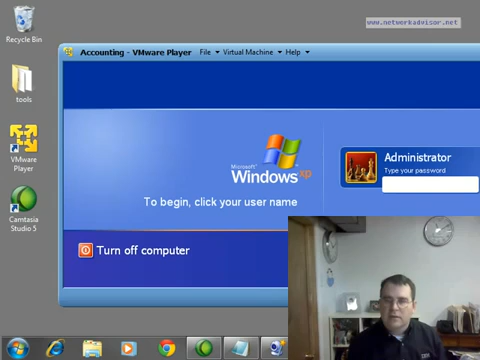 www.networkadvisor.net
Recycle Bin
tools
VMware
Player
Camtasia
Studio 5
Accounting - VMware Player File Virtual Machine Help
Microsoft
Windows xp
To begin, click your user name
Administrator
Type your password
Turn off computer